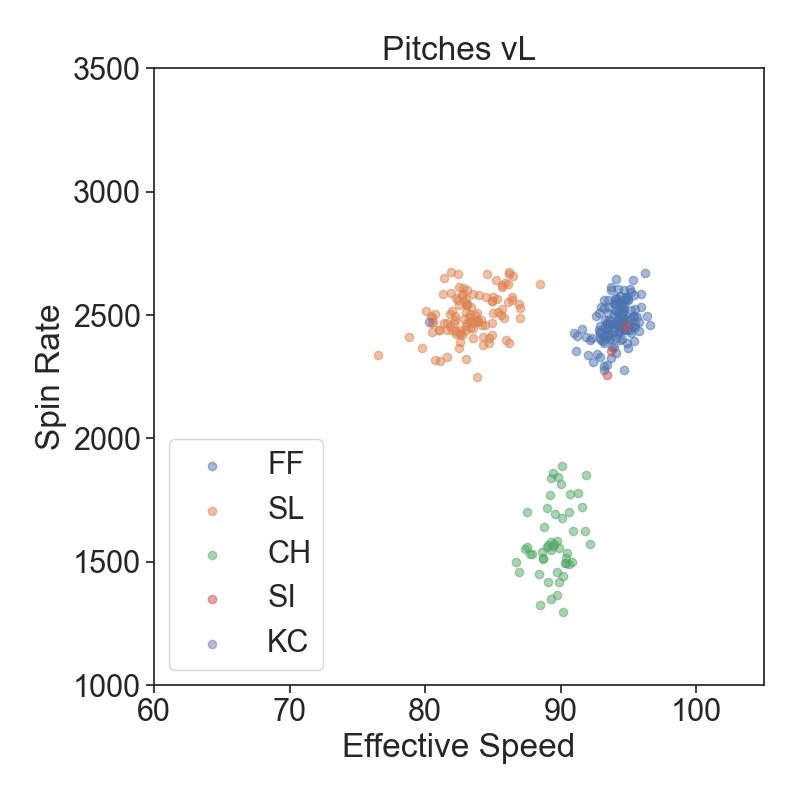 Pitches vL
3500
3000
2500
2000
1500
1000
Spin Rate
FF
SL
CH
SI
KC
60 70 80 90 100
Effective Speed